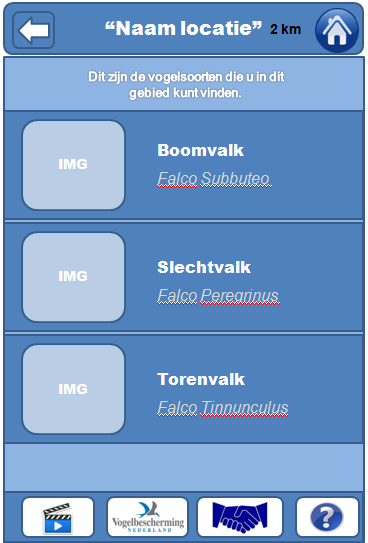 “Naam locatie” 2 km
Dit zijn de vogelsoorten die u in dit
gebied kunt vinden.
IMG
Boomvalk
Falco Subbuteo
IMG
Slechtvalk
Falco Peregrinus
IMG
Torenvalk
Falco Tinnunculus
Vogelbescherming
NEDERLAND
?